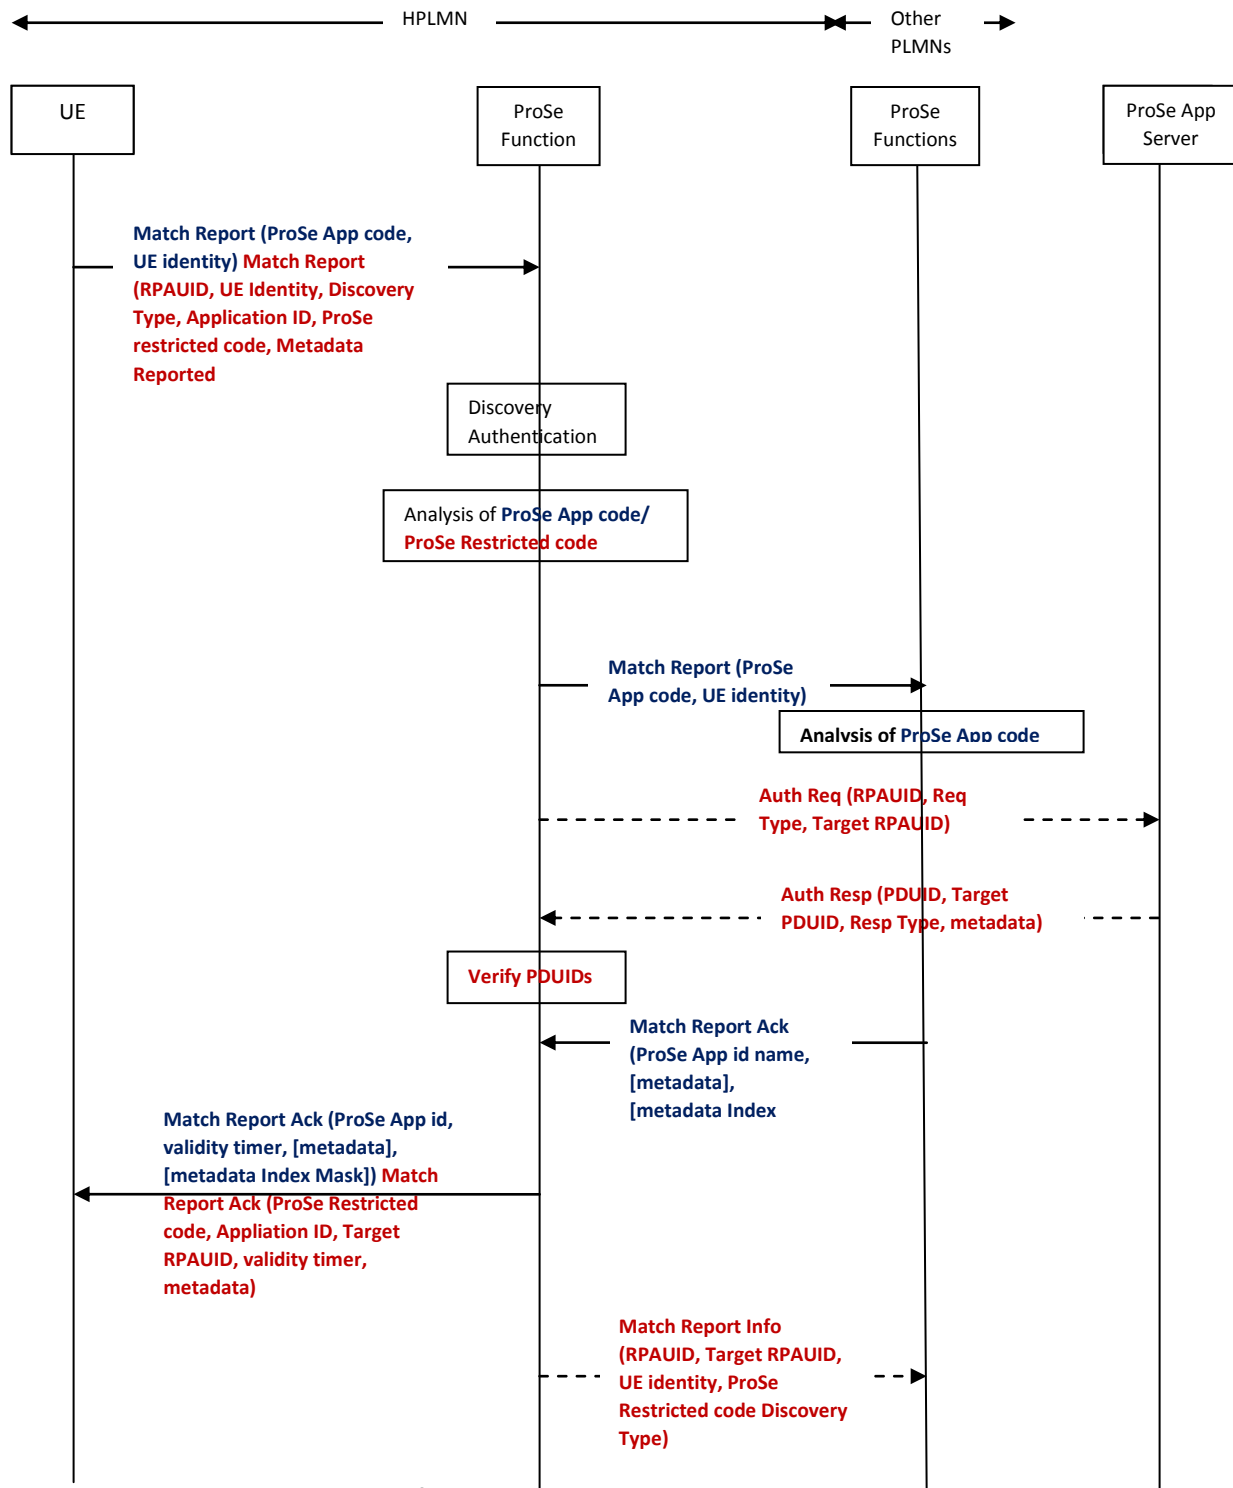 HPLMN
Other
PLMNs
UE
ProSe
Function
ProSe
Functions
ProSe App
Server
Match Report (ProSe App code,
UE identity) Match Report
(RPAUID, UE Identity, Discovery
Type, Application ID, ProSe
restricted code, Metadata
Reported
Discovery
Authentication
Analysis of ProSe App code/
ProSe Restricted code
Match Report (ProSe
App code, UE identity)
Analysis of ProSe App code
Auth Req (RPAUID, Req
Type, Target RPAUID)
Auth Resp (PDUID, Target
PDUID, Resp Type, metadata)
Verify PDUIDs
Match Report Ack
(ProSe App id name,
[metadata],
[metadata Index
Match Report Ack (ProSe App id,
validity timer, [metadata],
[metadata Index Mask]) Match
Report Ack (ProSe Restricted
code, Appliation ID, Target
RPAUID, validity timer,
metadata)
Match Report Info
(RPAUID, Target RPAUID,
UE identity, ProSe
Restricted code Discovery
Type)